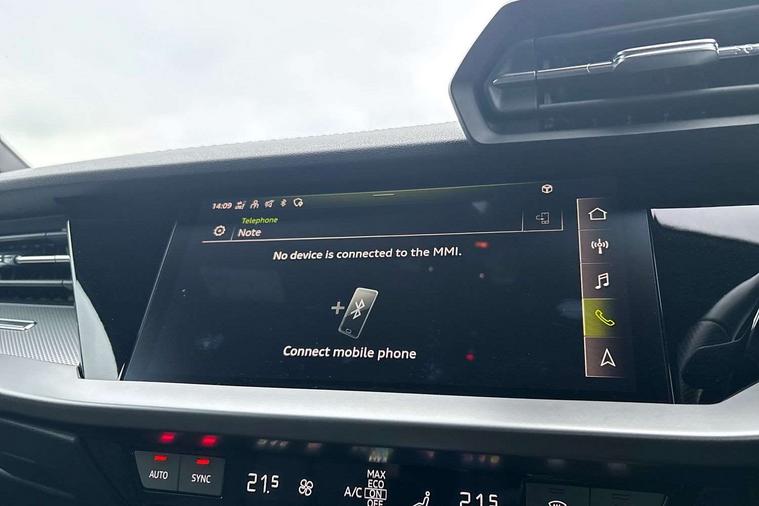 14:09
Telephone
Note
No device is connected to the MMI.
Connect mobile phone
AUTO
SYNC
21.5
A/C
MAX
ECO
ON
OFF
21.5